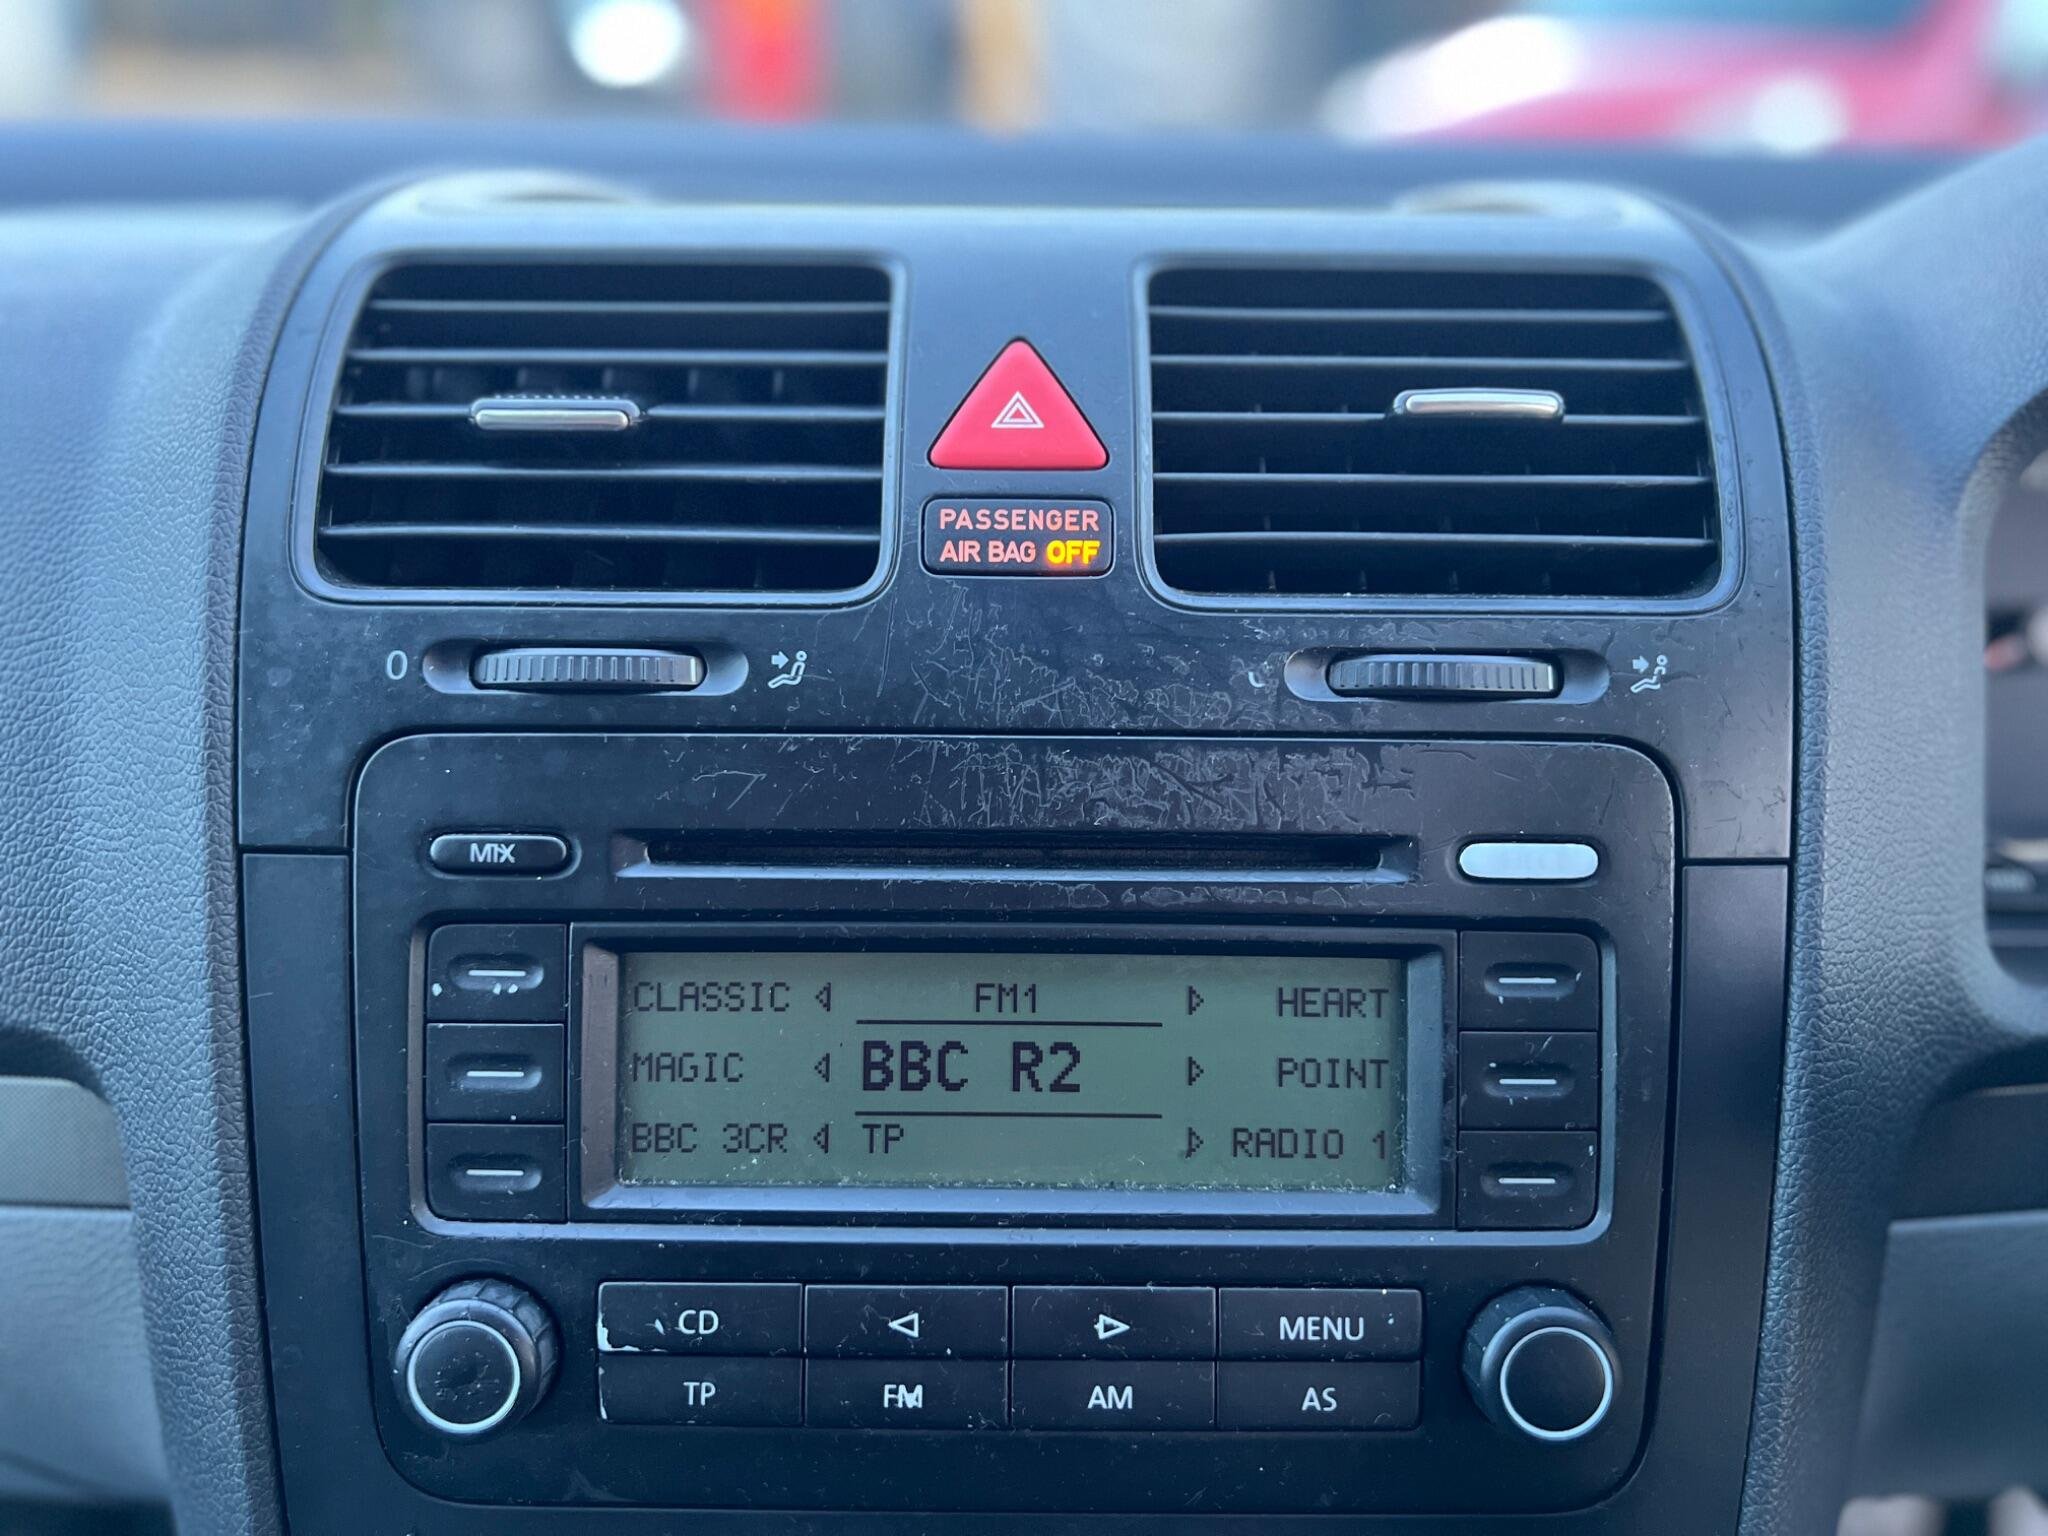 PASSENGER
AIR BAG OFF
0
MIX
CLASSIC FM1 HEART
MAGIC BBC R2 POINT
BBC 3CR TP RADIO 1
CD MENU
TP FM AM AS